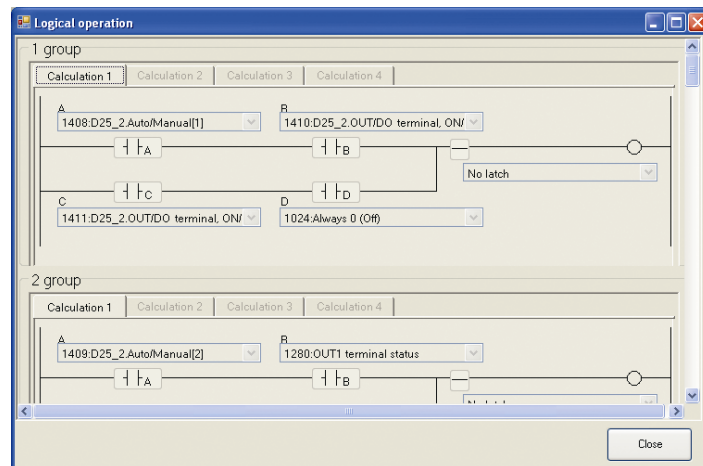 Logical operation
1 group
Calculation 1 Calculation 2 Calculation 3 Calculation 4
A B
1408:D25_2.Auto/Manual[1] 1410:D25_2.OUT/DO terminal, ON/
A B
No latch
C D
C D
1411:D25_2.OUT/DO terminal, ON/ 1024:Always 0 (Off)
2 group
Calculation 1 Calculation 2 Calculation 3 Calculation 4
A B
1409:D25_2.Auto/Manual[2] 1280:OUT1 terminal status
A B
Close